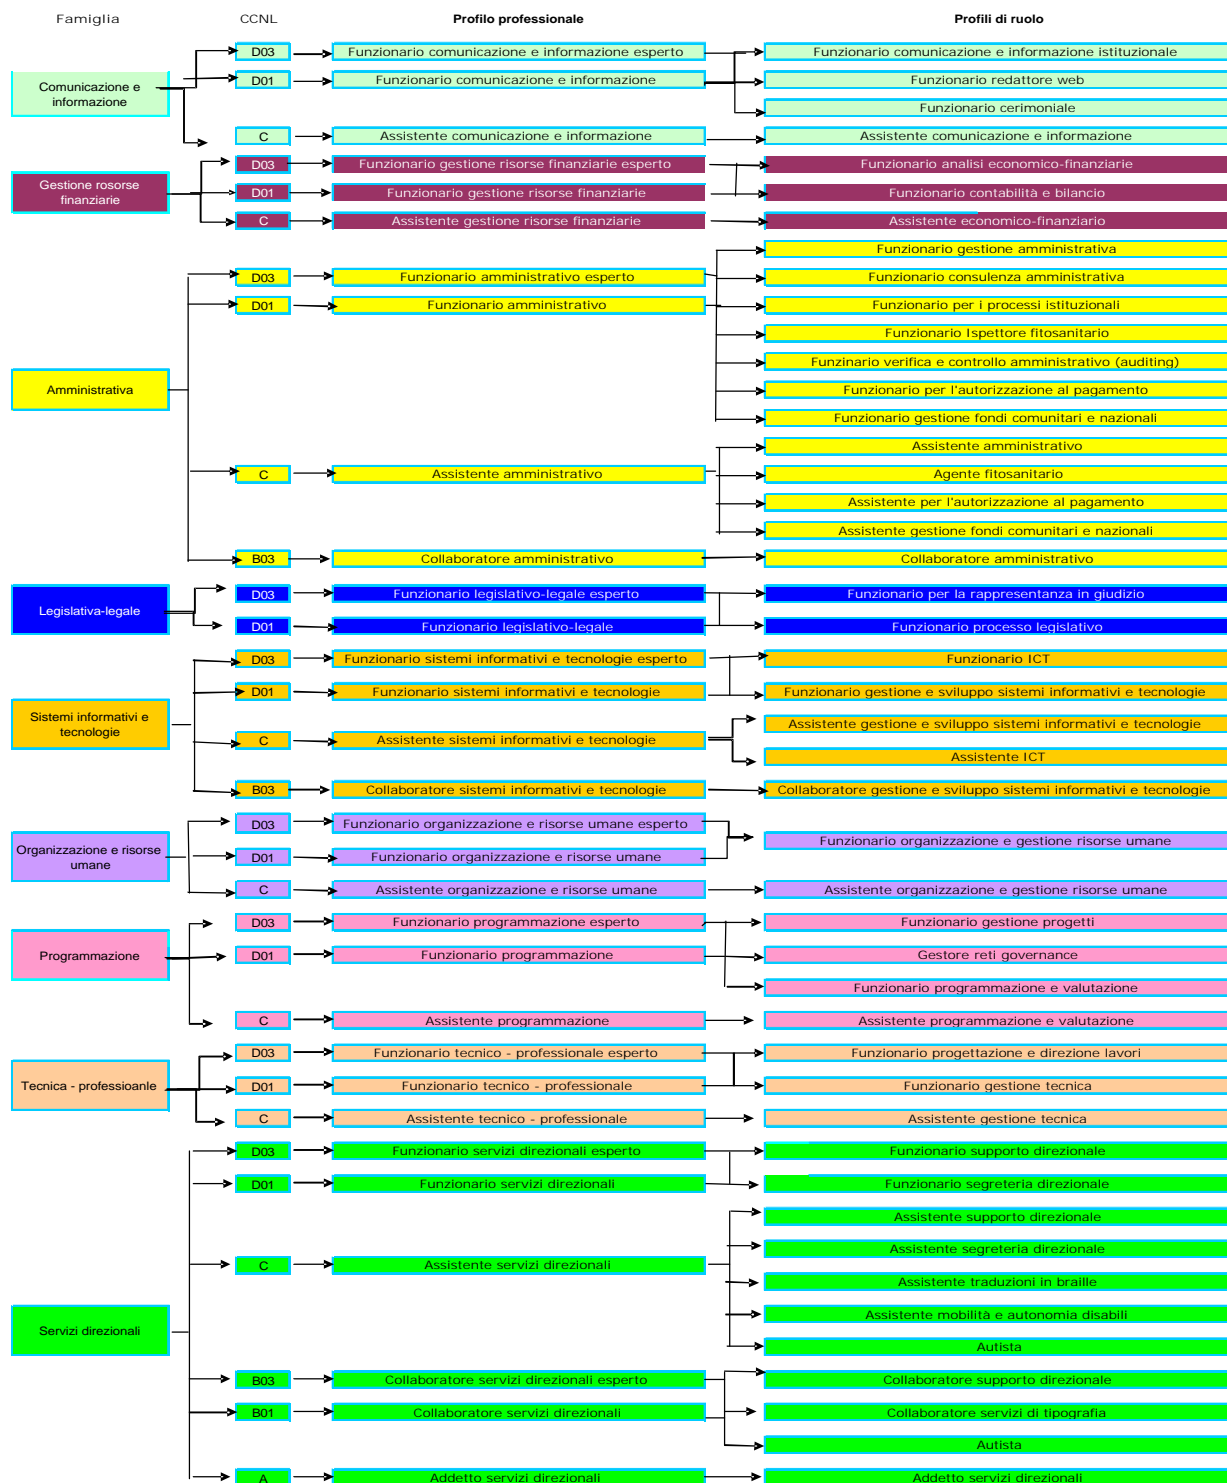 Famiglia CCNL Profilo professionale Profili di ruolo
D03 Funzionario comunicazione e informazione esperto Funzionario comunicazione e informazione istituzionale
Comunicazione e
informazione
D01 Funzionario comunicazione e informazione Funzionario redattore web
Funzionario cerimoniale
C Assistente comunicazione e informazione Assistente comunicazione e informazione
D03 Funzionario gestione risorse finanziarie esperto Funzionario analisi economico-finanziarie
Gestione rosorse
finanziarie
D01 Funzionario gestione risorse finanziarie Funzionario contabilità e bilancio
C Assistente gestione risorse finanziarie Assistente economico-finanziario
Funzionario gestione amministrativa
D03 Funzionario amministrativo esperto Funzionario consulenza amministrativa
D01 Funzionario amministrativo Funzionario per i processi istituzionali
Funzionario Ispettore fitosanitario
Funzinario verifica e controllo amministrativo (auditing)
Amministrativa
Funzionario per l'autorizzazione al pagamento
Funzionario gestione fondi comunitari e nazionali
Assistente amministrativo
C Assistente amministrativo Agente fitosanitario
Assistente per l'autorizzazione al pagamento
Assistente gestione fondi comunitari e nazionali
B03 Collaboratore amministrativo Collaboratore amministrativo
D03 Funzionario legislativo-legale esperto Funzionario per la rappresentanza in giudizio
Legislativa-legale
D01 Funzionario legislativo-legale Funzionario processo legislativo
D03 Funzionario sistemi informativi e tecnologie esperto Funzionario ICT
D01 Funzionario sistemi informativi e tecnologie Funzionario gestione e sviluppo sistemi informativi e tecnologie
Sistemi informativi e
tecnologie
Assistente gestione e sviluppo sistemi informativi e tecnologie
C Assistente sistemi informativi e tecnologie
Assistente ICT
B03 Collaboratore sistemi informativi e tecnologie Collaboratore gestione e sviluppo sistemi informativi e tecnologie
D03 Funzionario organizzazione e risorse umane esperto
Funzionario organizzazione e gestione risorse umane
Organizzazione e risorse
umane
D01 Funzionario organizzazione e risorse umane
C Assistente organizzazione e risorse umane Assistente organizzazione e gestione risorse umane
D03 Funzionario programmazione esperto Funzionario gestione progetti
Programmazione D01 Funzionario programmazione Gestore reti governance
Funzionario programmazione e valutazione
C Assistente programmazione Assistente programmazione e valutazione
D03 Funzionario tecnico - professionale esperto Funzionario progettazione e direzione lavori
Tecnica - professioanle D01 Funzionario tecnico - professionale Funzionario gestione tecnica
C Assistente tecnico - professionale Assistente gestione tecnica
D03 Funzionario servizi direzionali esperto Funzionario supporto direzionale
D01 Funzionario servizi direzionali Funzionario segreteria direzionale
Assistente supporto direzionale
Assistente segreteria direzionale
C Assistente servizi direzionali
Assistente traduzioni in braille
Assistente mobilità e autonomia disabili
Servizi direzionali
Autista
B03 Collaboratore servizi direzionali esperto Collaboratore supporto direzionale
B01 Collaboratore servizi direzionali Collaboratore servizi di tipografia
Autista
A Addetto servizi direzionali Addetto servizi direzionali